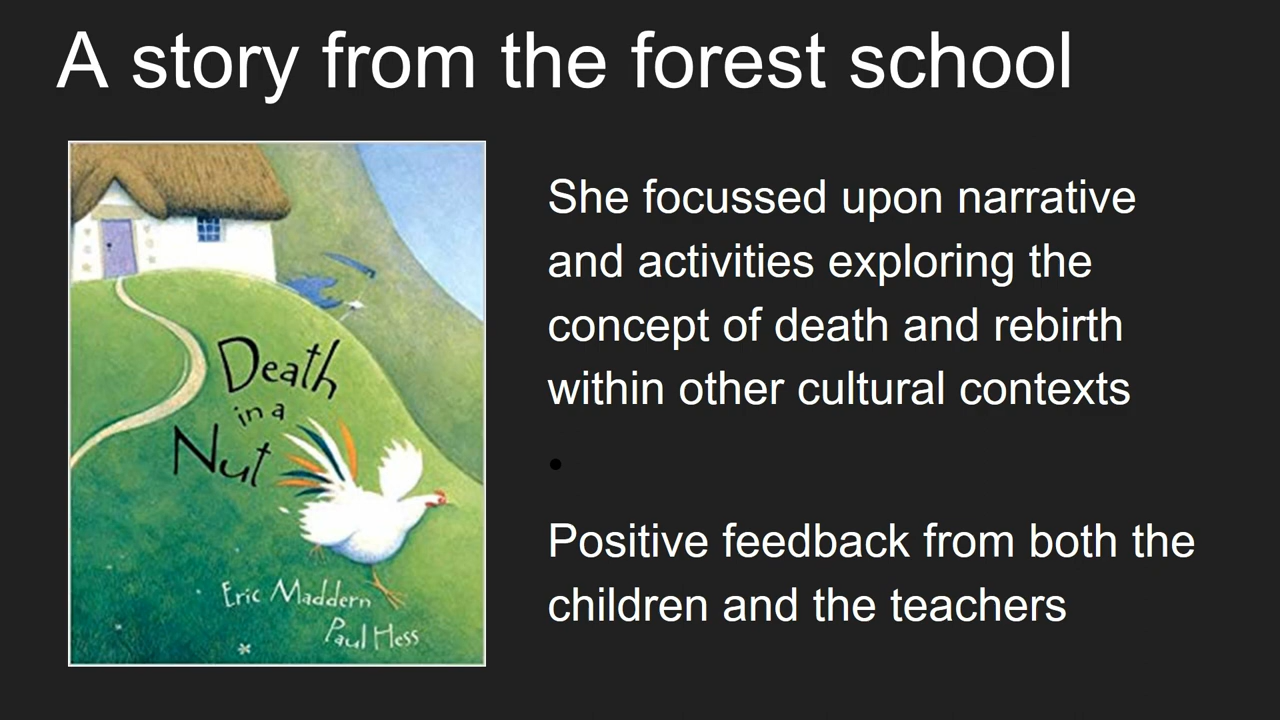 A story from the forest school
Death
in a
Nut
Eric Maddern
Paul Hess
She focussed upon narrative
and activities exploring the
concept of death and rebirth
within other cultural contexts
•
Positive feedback from both the
children and the teachers